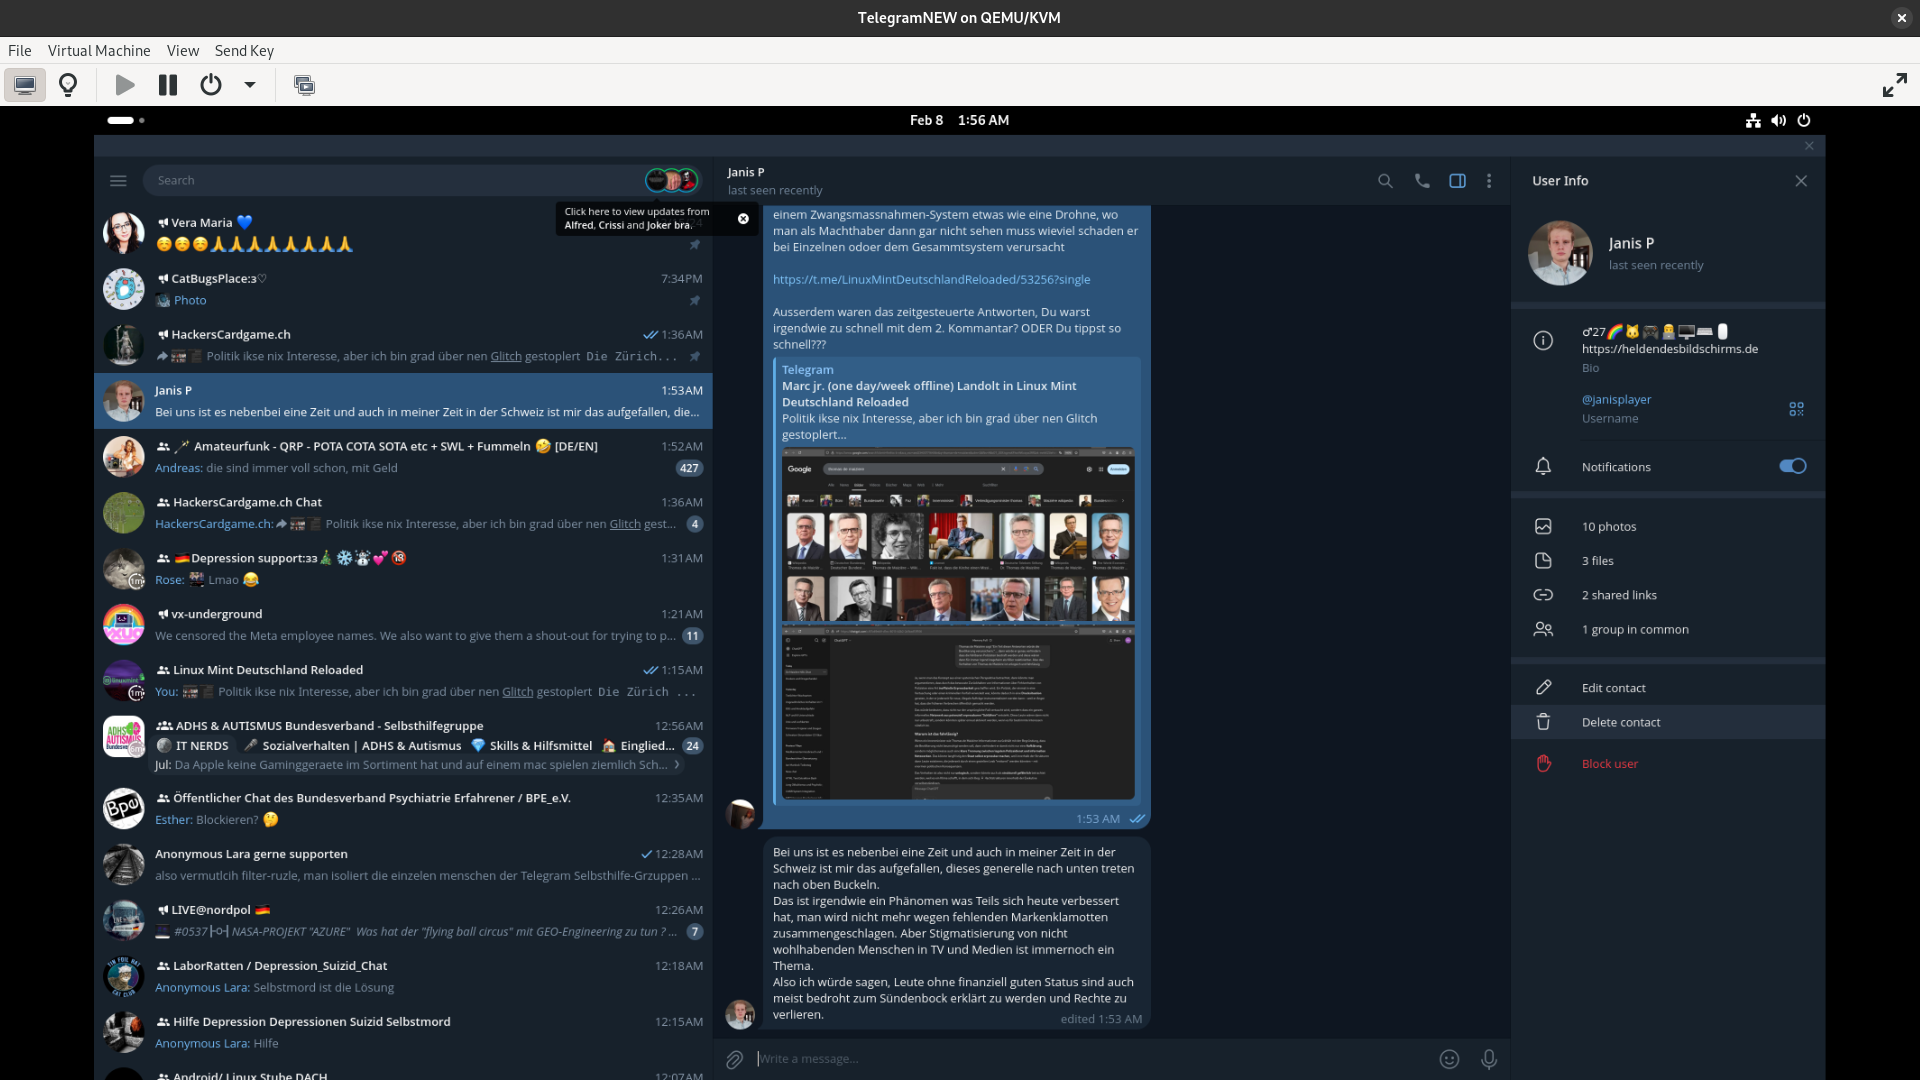 TelegramNEW on QEMU/KVM
File Virtual Machine View Send Key
Feb 8 1:56 AM
Search
Click here to view updates from
Alfred, Crissi and Joker bra.
Vera Maria 💙
☺️☺️☺️🙏🙏🙏🙏🙏🙏🙏🙏🙏
CatBugsPlace:з♡ 7:34PM
Photo
HackersCardgame.ch 1:36AM
Politik ikse nix Interesse, aber ich bin grad über nen Glitch gestoplert Die Zürich...
Janis P 1:53AM
Bei uns ist es nebenbei eine Zeit und auch in meiner Zeit in der Schweiz ist mir das aufgefallen, die...
Amateurfunk - QRP - POTA COTA SOTA etc + SWL + Fummeln 🤣 [DE/EN] 1:52AM
Andreas: die sind immer voll schon, mit Geld 427
HackersCardgame.ch Chat 1:36AM
HackersCardgame.ch: Politik ikse nix Interesse, aber ich bin grad über nen Glitch gest... 4
🇩🇪Depression support:зз🎄❄️☃️💕🔞 1:31AM
Rose: Lmao 😂
1m
vx-underground 1:21AM
We censored the Meta employee names. We also want to give them a shout-out for trying to p... 11
Linux Mint Deutschland Reloaded 1:15AM
You: Politik ikse nix Interesse, aber ich bin grad über nen Glitch gestoplert Die Zürich ...
1m
ADHS & AUTISMUS Bundesverband - Selbsthilfegruppe 12:56AM
IT NERDS Sozialverhalten | ADHS & Autismus 💎 Skills & Hilfsmittel 🏠 Einglied... 24
Jul: Da Apple keine Gaminggeraete im Sortiment hat und auf einem mac spielen ziemlich Sch...
Öffentlicher Chat des Bundesverband Psychiatrie Erfahrener / BPE_e.V. 12:35AM
Esther: Blockieren? 🤔
Anonymous Lara gerne supporten 12:28AM
also vermutlcih filter-ruzle, man isoliert die einzelen menschen der Telegram Selbsthilfe-Grzuppen ...
LIVE@nordpol 🇩🇪 12:26AM
#0537 NASA-PROJEKT "AZURE" Was hat der "flying ball circus" mit GEO-Engineering zu tun ? ... 7
LaborRatten / Depression_Suizid_Chat 12:18AM
Anonymous Lara: Selbstmord ist die Lösung
Hilfe Depression Depressionen Suizid Selbstmord 12:15AM
Anonymous Lara: Hilfe
Android/ Linux Stube DACH 12:07AM
Janis P
last seen recently
einem Zwangsmassnahmen-System etwas wie eine Drohne, wo
man als Machthaber dann gar nicht sehen muss wieviel schaden er
bei Einzelnen odoer dem Gesammtsystem verursacht
https://t.me/LinuxMintDeutschlandReloaded/53256?single
Ausserdem waren das zeitgesteuerte Antworten, Du warst
irgendwie zu schnell mit dem 2. Kommantar? ODER Du tippst so
schnell???
Telegram
Marc jr. (one day/week offline) Landolt in Linux Mint
Deutschland Reloaded
Politik ikse nix Interesse, aber ich bin grad über nen Glitch
gestoplert...
Google
1:53 AM
Bei uns ist es nebenbei eine Zeit und auch in meiner Zeit in der
Schweiz ist mir das aufgefallen, dieses generelle nach unten treten
nach oben Buckeln.
Das ist irgendwie ein Phänomen was Teils sich heute verbessert
hat, man wird nicht mehr wegen fehlenden Markenklamotten
zusammengeschlagen. Aber Stigmatisierung von nicht
wohlhabenden Menschen in TV und Medien ist immernoch ein
Thema.
Also ich würde sagen, Leute ohne finanziell guten Status sind auch
meist bedroht zum Sündenbock erklärt zu werden und Rechte zu
verlieren.
edited 1:53 AM
Write a message...
User Info
Janis P
last seen recently
♂27🌈🐱🎮👨‍💻🖥️⌨️🖱️
https://heldendesbildschirms.de
Bio
@janisplayer
Username
Notifications
10 photos
3 files
2 shared links
1 group in common
Edit contact
Delete contact
Block user